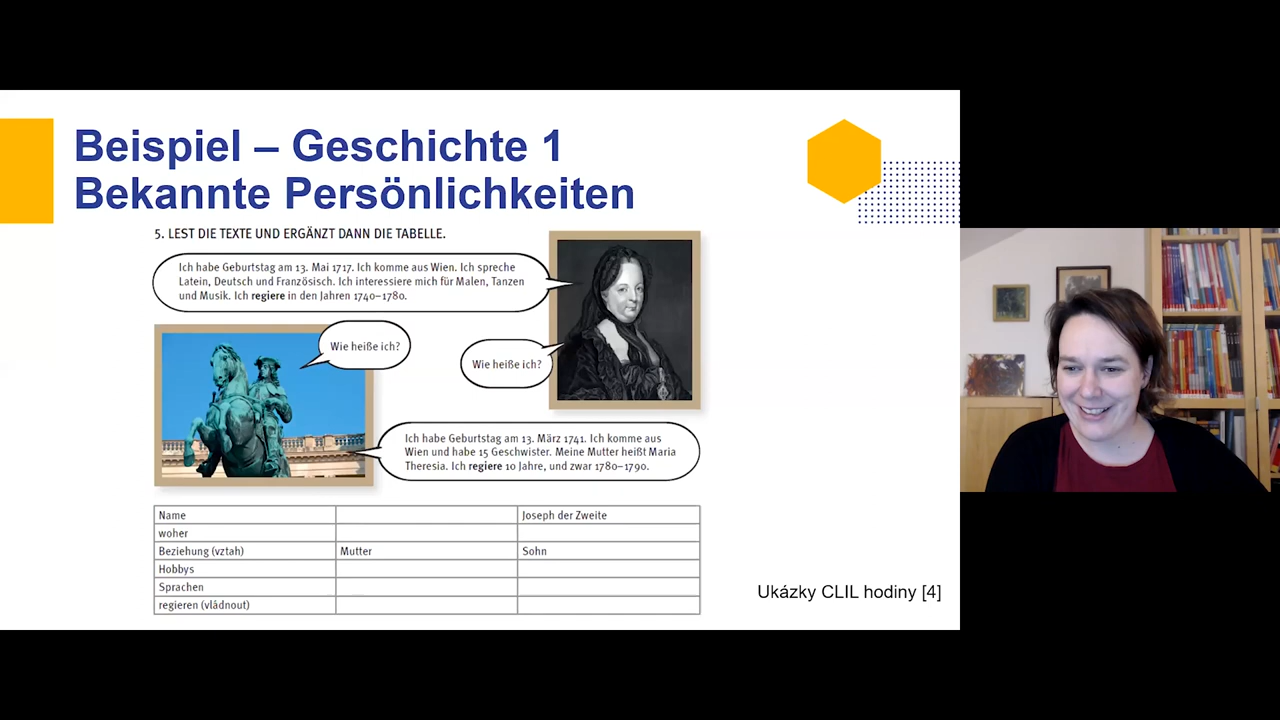 Beispiel – Geschichte 1
Bekannte Persönlichkeiten
5. LEST DIE TEXTE UND ERGÄNZT DANN DIE TABELLE.
Ich habe Geburtstag am 13. Mai 1717. Ich komme aus Wien. Ich spreche
Latein, Deutsch und Französisch. Ich interessiere mich für Malen, Tanzen
und Musik. Ich regiere in den Jahren 1740–1780.
Wie heiße ich?
Wie heiße ich?
Ich habe Geburtstag am 13. März 1741. Ich komme aus
Wien und habe 15 Geschwister. Meine Mutter heißt Maria
Theresia. Ich regiere 10 Jahre, und zwar 1780–1790.
Name Joseph der Zweite
woher
Beziehung (vztah) Mutter Sohn
Hobbys
Sprachen
regieren (vládnout)
Ukázky CLIL hodiny [4]